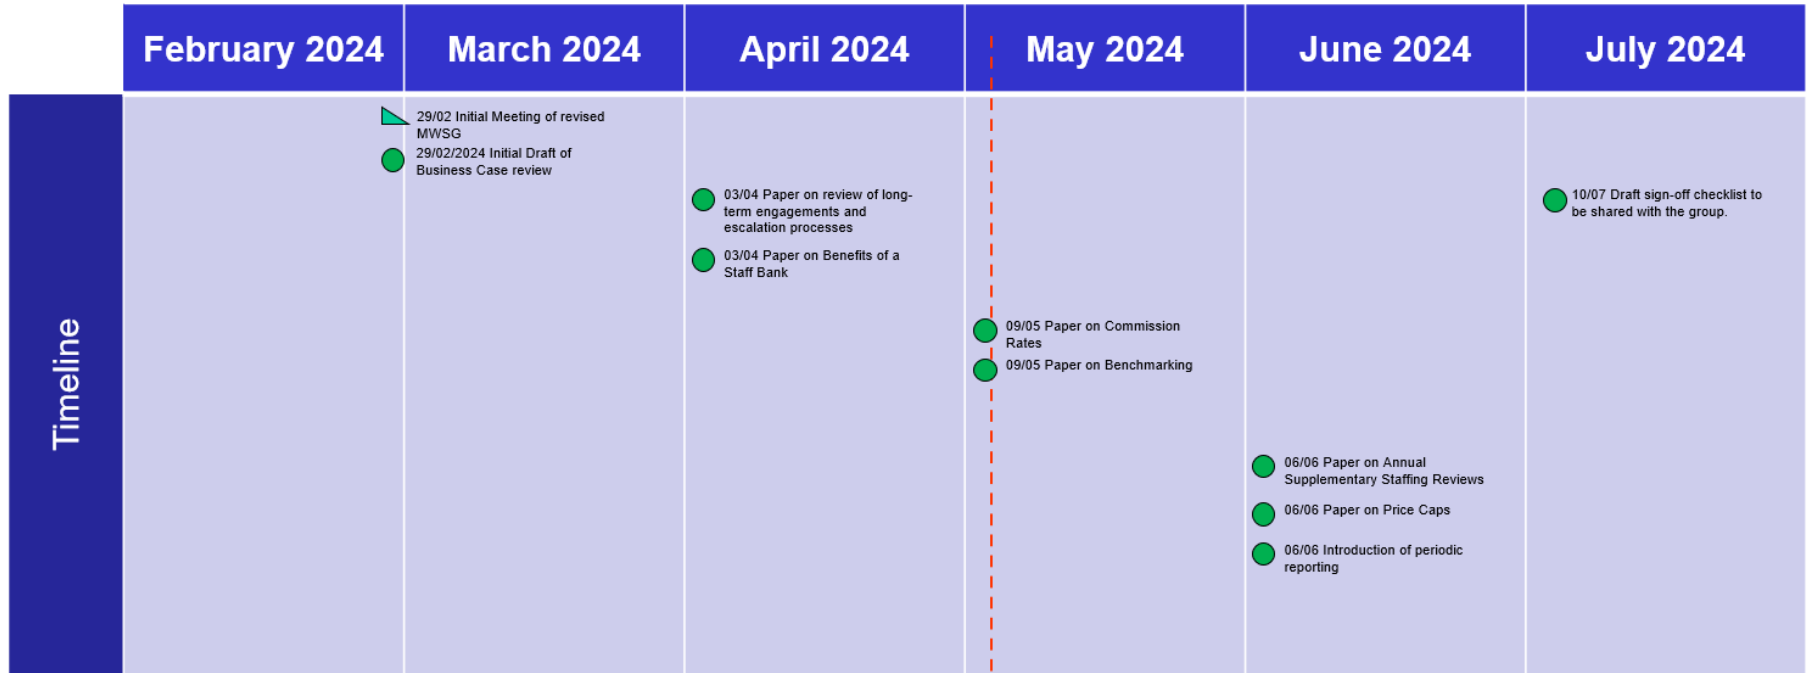 February 2024
March 2024
April 2024
May 2024
June 2024
July 2024
Timeline
29/02 Initial Meeting of revised
MWSG
29/02/2024 Initial Draft of
Business Case review
03/04 Paper on review of long-
term engagements and
escalation processes
03/04 Paper on Benefits of a
Staff Bank
09/05 Paper on Commission
Rates
09/05 Paper on Benchmarking
06/06 Paper on Annual
Supplementary Staffing Reviews
06/06 Paper on Price Caps
06/06 Introduction of periodic
reporting
10/07 Draft sign-off checklist to
be shared with the group.